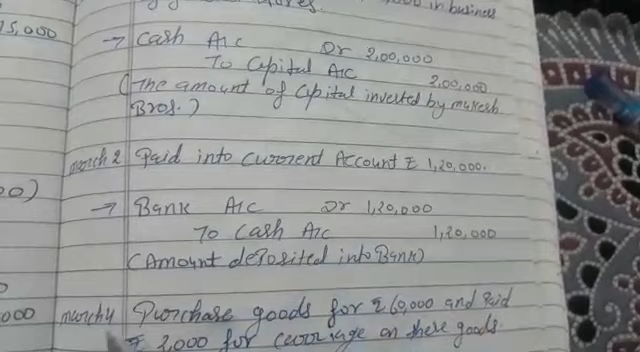 in business
15,000
→ Cash A/c Dr 2,00,000
To Capital A/c 2,00,000
(The amount of Capital invested by mukesh
Bros.)
march 2 Paid into current Account ₹ 1,20,000.
→ Bank A/c Dr 1,20,000
To Cash A/c 1,20,000
(Amount deposited into Bank)
000 march 4 Purchase goods for ₹ 60,000 and Paid
₹ 2,000 for carriage on these goods.